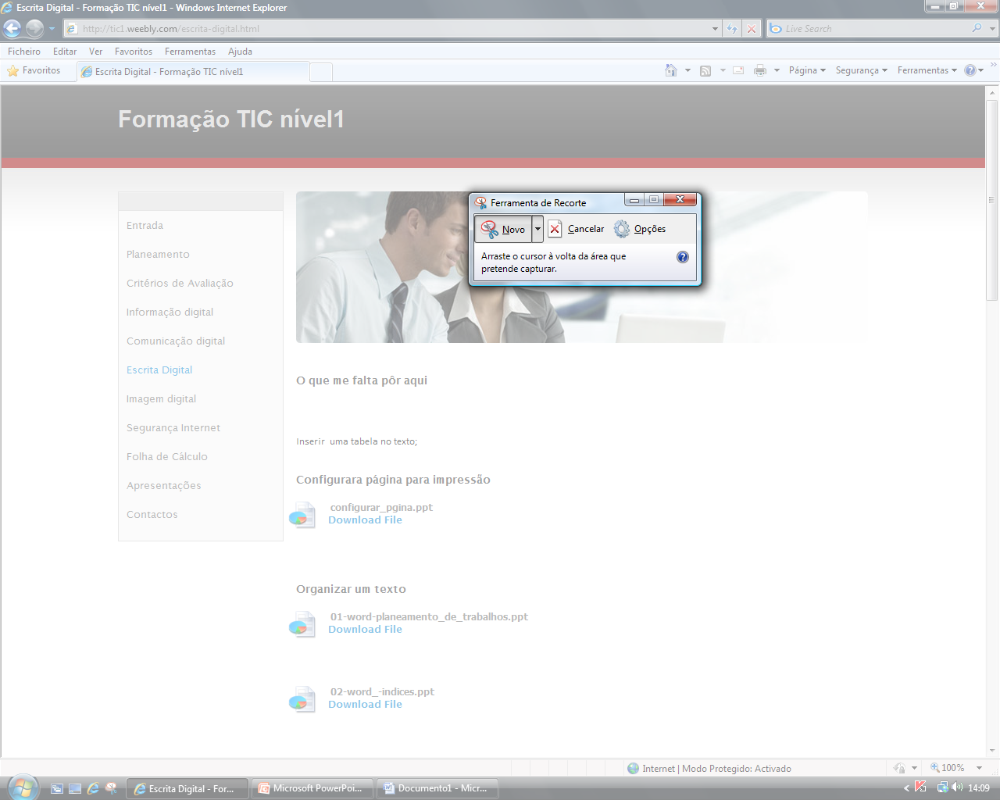 Escrita Digital - Formação TIC nível1 - Windows Internet Explorer
http://tic1.weebly.com/escrita-digital.html
Live Search
Ficheiro Editar Ver Favoritos Ferramentas Ajuda
Favoritos
Escrita Digital - Formação TIC nível1
Página
Segurança
Ferramentas
Formação TIC nível1
Entrada
Planeamento
Critérios de Avaliação
Informação digital
Comunicação digital
Escrita Digital
Imagem digital
Segurança Internet
Folha de Cálculo
Apresentações
Contactos
Ferramenta de Recorte
Novo
Cancelar
Opções
Arraste o cursor à volta da área que
pretende capturar.
O que me falta pôr aqui
Inserir uma tabela no texto;
Configurara página para impressão
configurar_pgina.ppt
Download File
Organizar um texto
01-word-planeamento_de_trabalhos.ppt
Download File
02-word_-indices.ppt
Download File
Internet | Modo Protegido: Activado
100%
Escrita Digital - For...
Microsoft PowerPoi...
Documento1 - Micr...
14:09